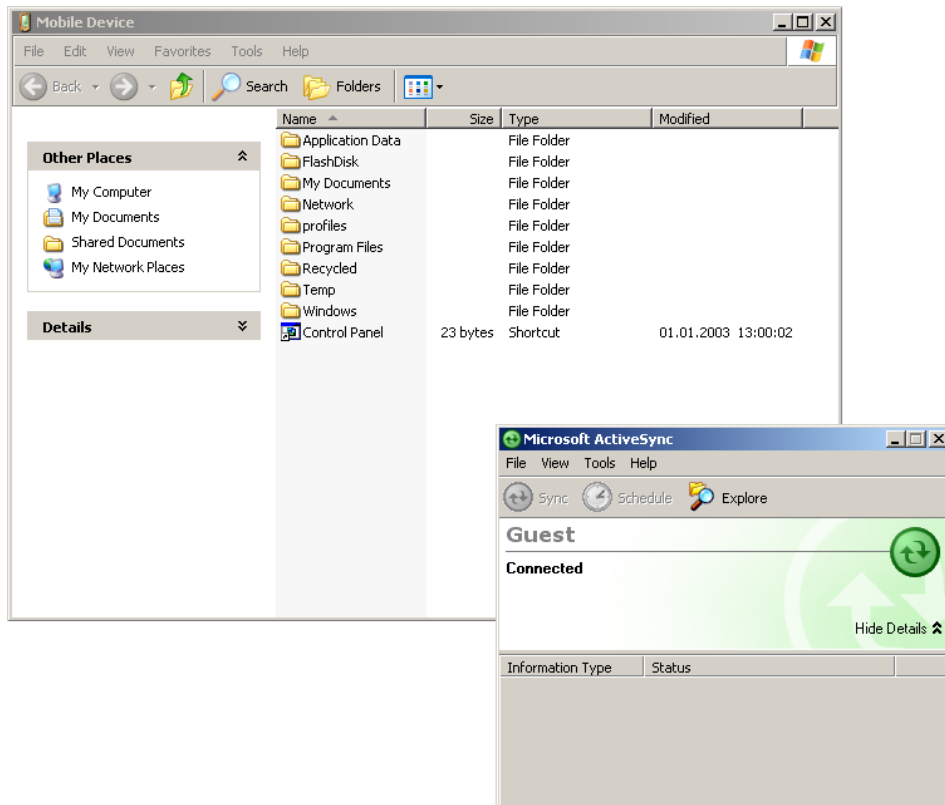 Mobile Device
File Edit View Favorites Tools Help
Back Search Folders
Name Size Type Modified
Other Places
My Computer
My Documents
Shared Documents
My Network Places
Details
Application Data File Folder
FlashDisk File Folder
My Documents File Folder
Network File Folder
profiles File Folder
Program Files File Folder
Recycled File Folder
Temp File Folder
Windows File Folder
Control Panel 23 bytes Shortcut 01.01.2003 13:00:02
Microsoft ActiveSync
File View Tools Help
Sync Schedule Explore
Guest
Connected
Hide Details
Information Type Status